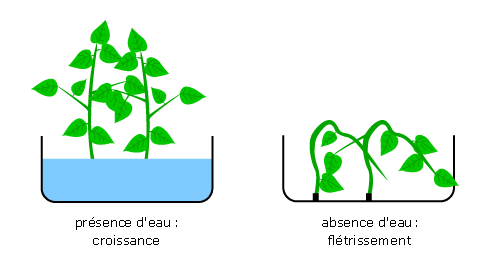 présence d'eau :
croissance
absence d'eau :
flétrissement